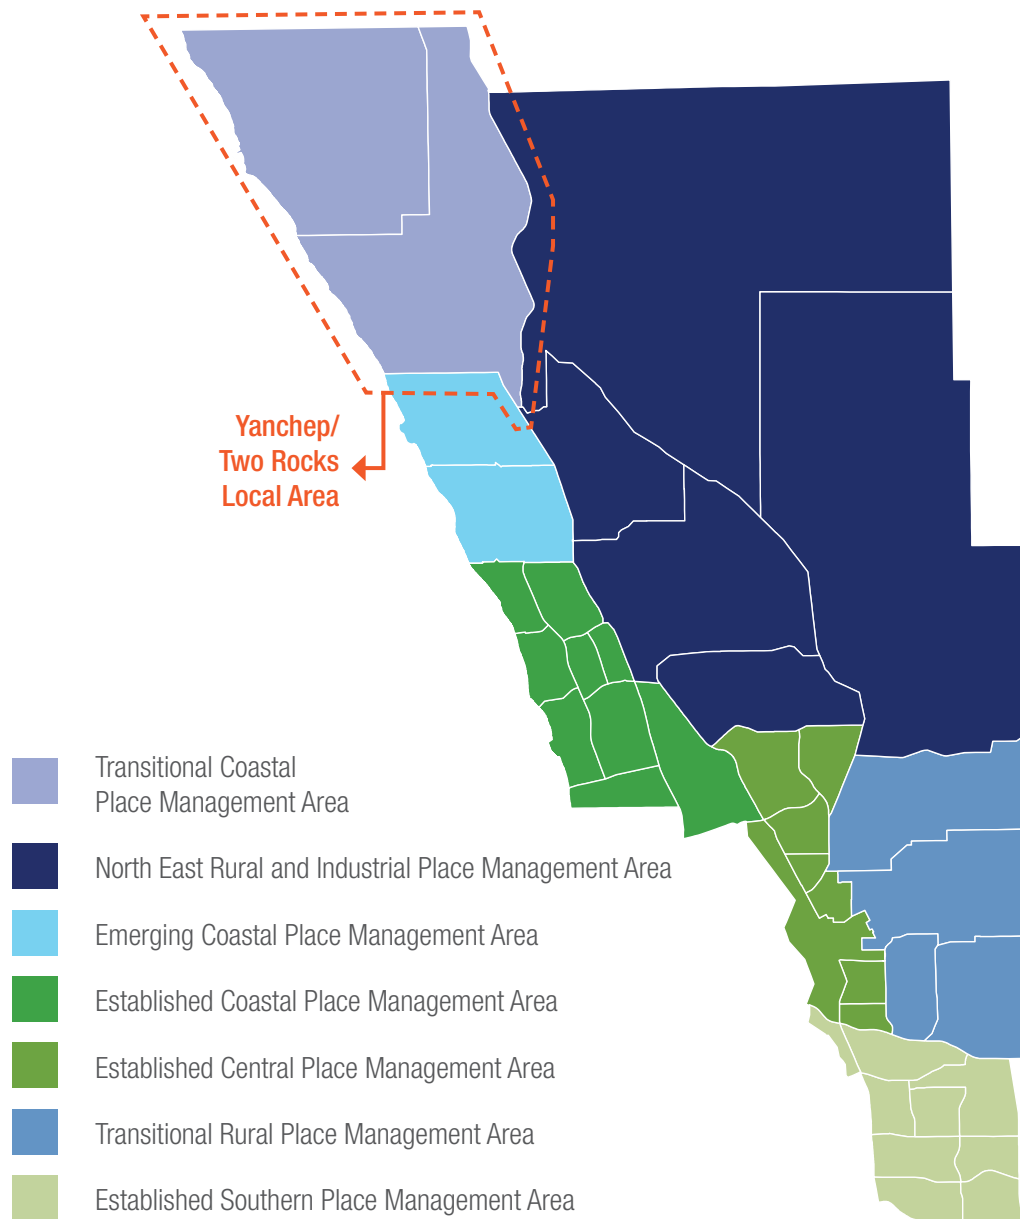 Yanchep/
Two Rocks
Local Area
Transitional Coastal
Place Management Area
North East Rural and Industrial Place Management Area
Emerging Coastal Place Management Area
Established Coastal Place Management Area
Established Central Place Management Area
Transitional Rural Place Management Area
Established Southern Place Management Area